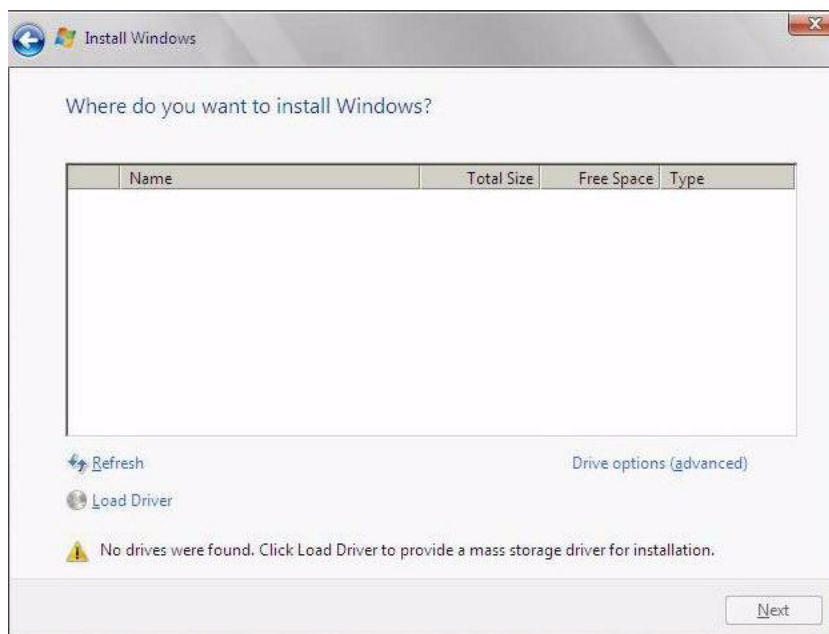 Install Windows
Where do you want to install Windows?
Name Total Size Free Space Type
Refresh Drive options (advanced)
Load Driver
No drives were found. Click Load Driver to provide a mass storage driver for installation.
Next